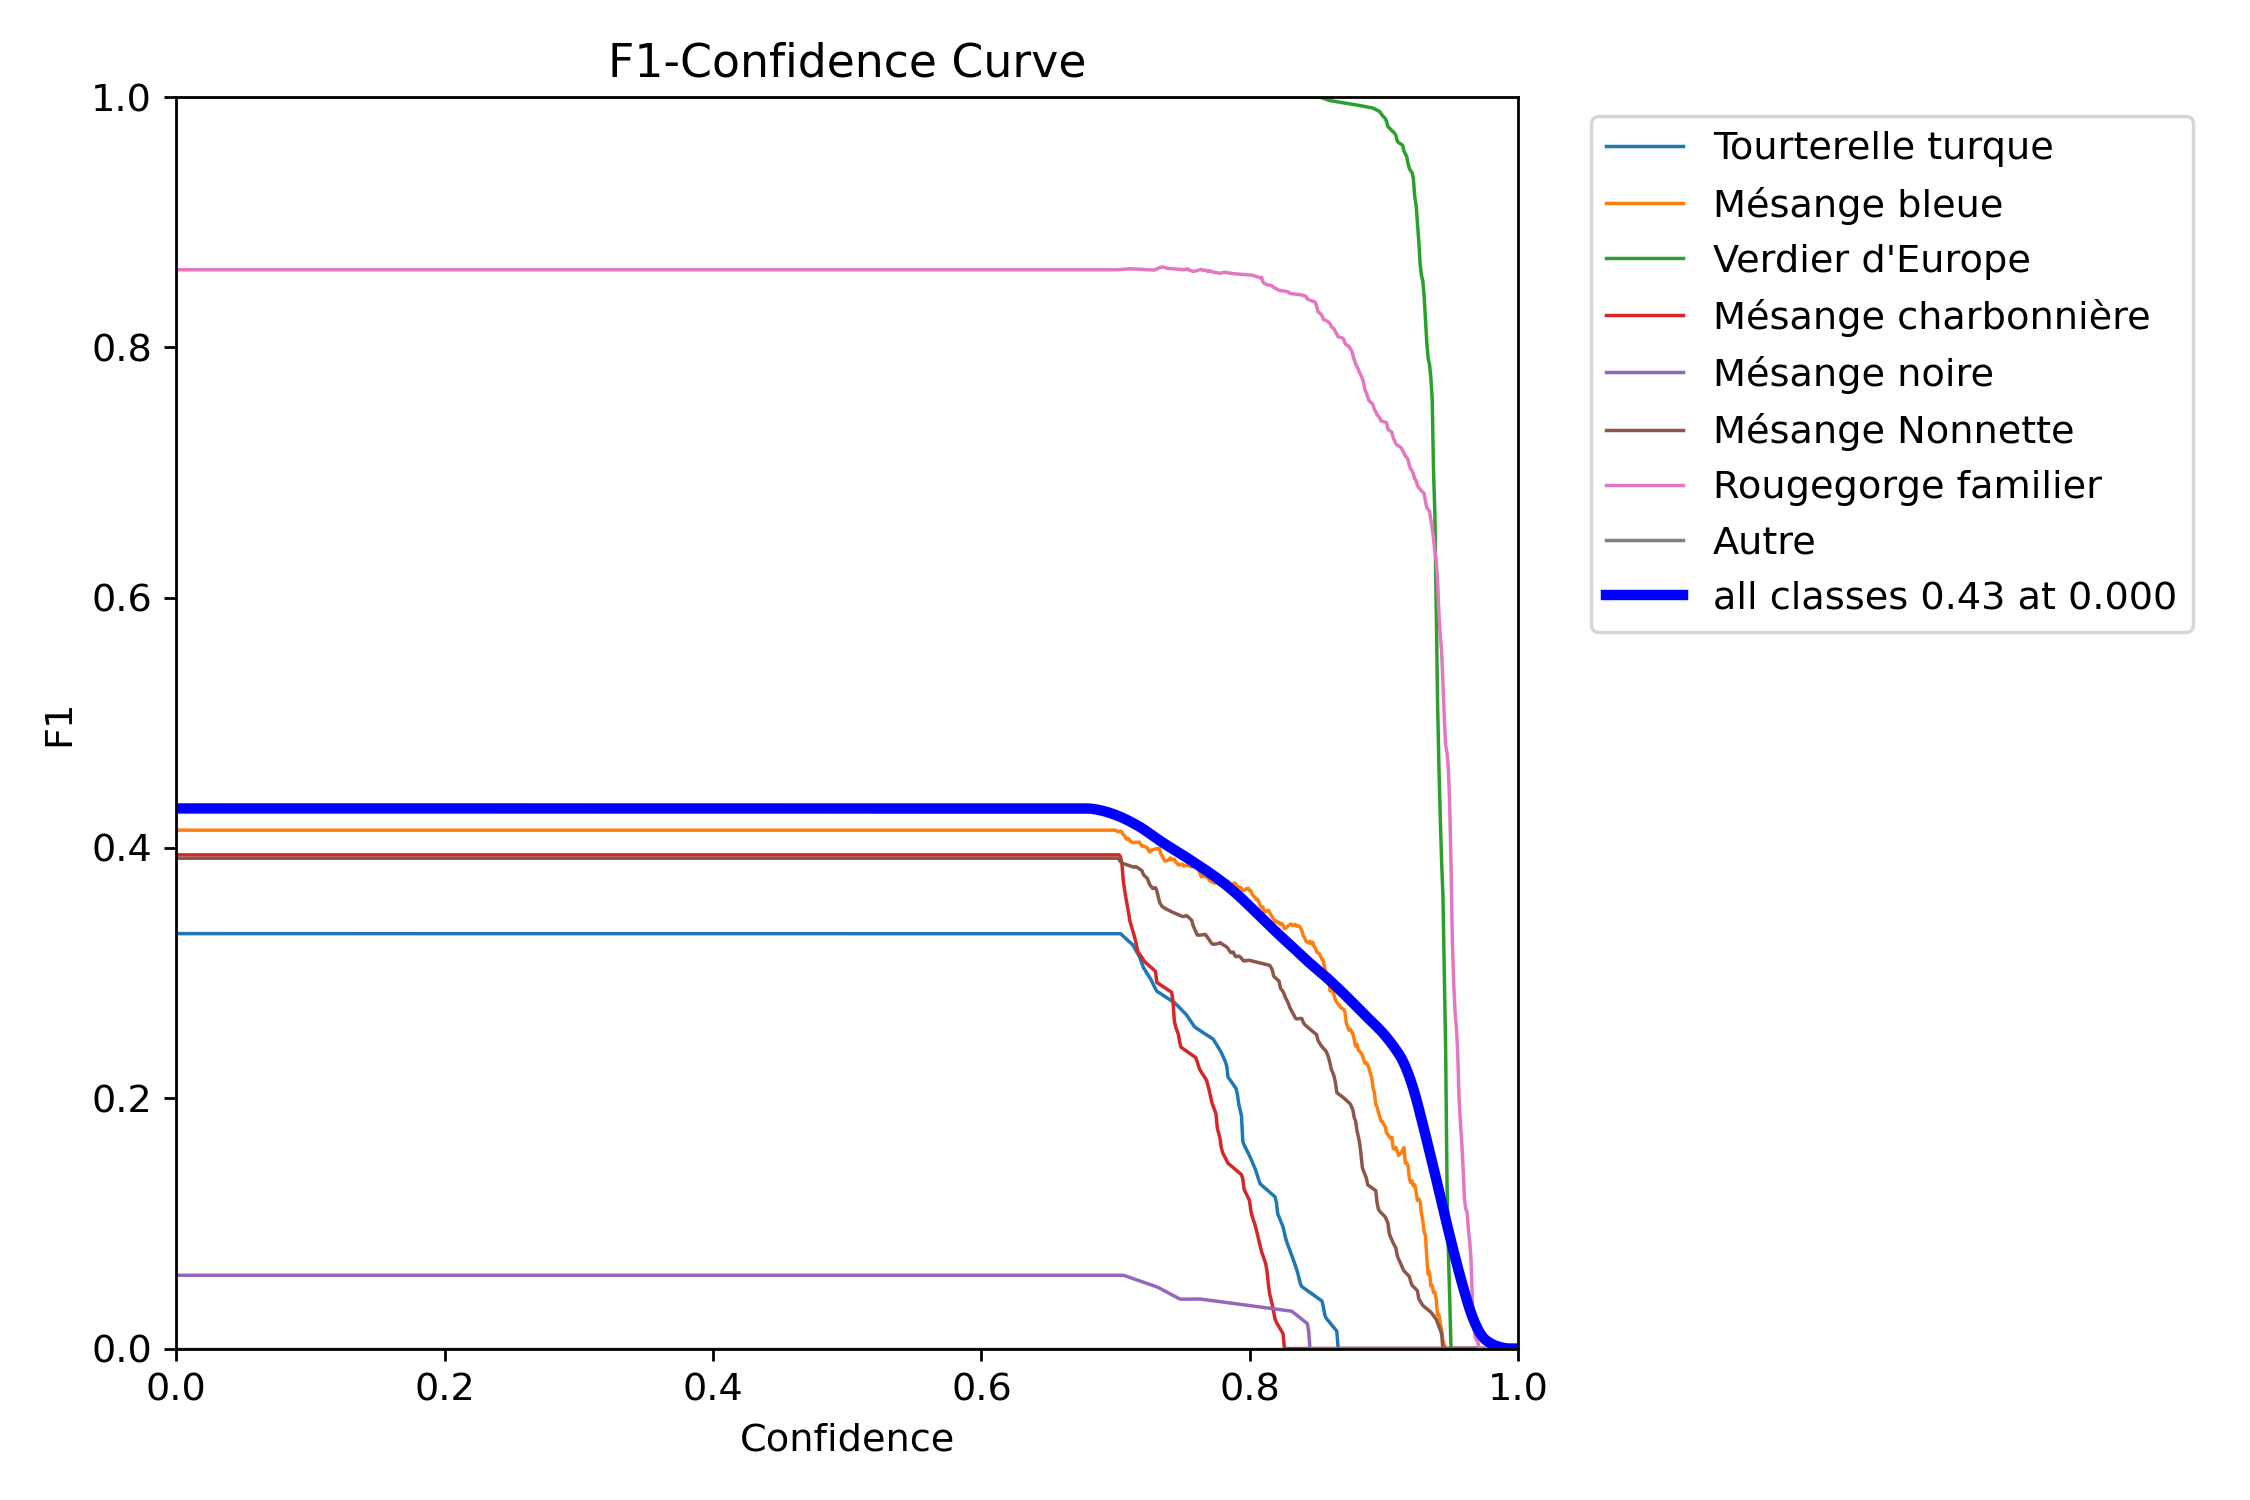 F1-Confidence Curve
1.0
0.8
0.6
0.4
0.2
0.0
F1
0.0 0.2 0.4 0.6 0.8 1.0
Confidence
Tourterelle turque
Mésange bleue
Verdier d'Europe
Mésange charbonnière
Mésange noire
Mésange Nonnette
Rougegorge familier
Autre
all classes 0.43 at 0.000